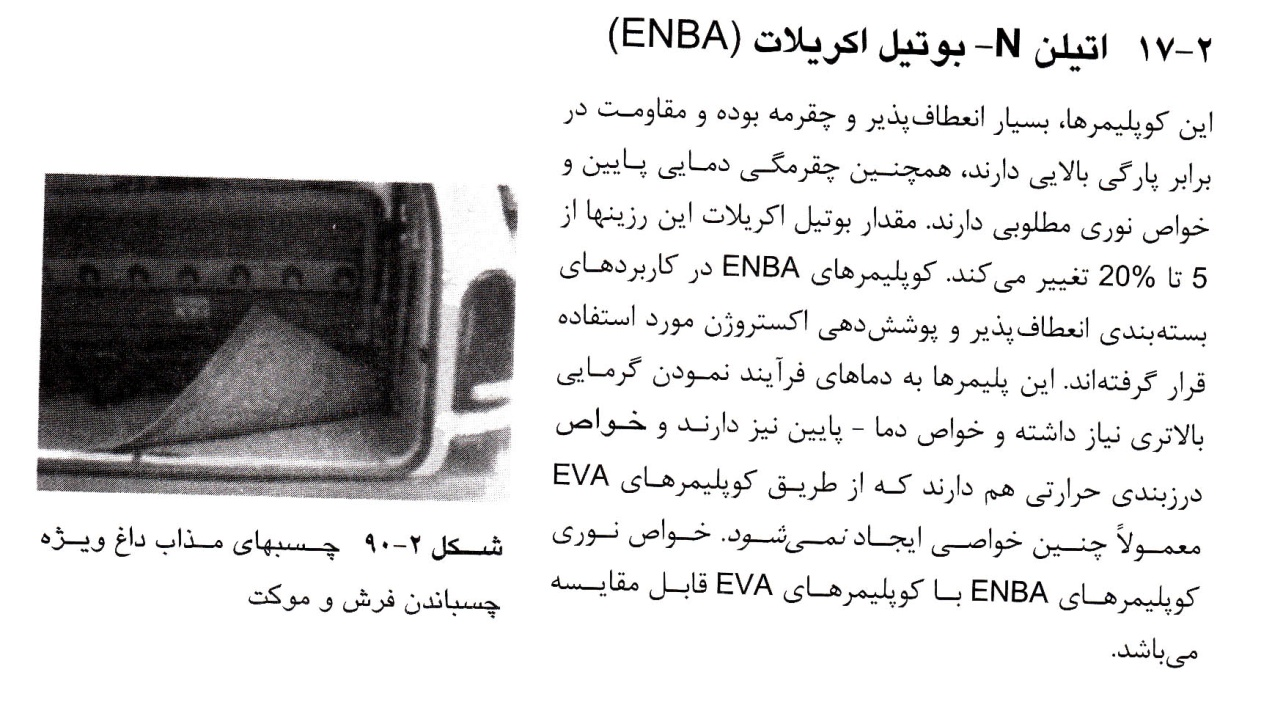 ۲-۱۷ اتیلن N- بوتیل اکریلات (ENBA)
این کوپلیمرها، بسیار انعطاف‌پذیر و چقرمه بوده و مقاومت در
برابر پارگی بالایی دارند، همچنین چقرمگی دمایی پایین و
خواص نوری مطلوبی دارند. مقدار بوتیل اکریلات این رزینها از
5 تا 20% تغییر می‌کند. کوپلیمرهای ENBA در کاربردهای
بسته‌بندی انعطاف‌پذیر و پوشش‌دهی اکستروژن مورد استفاده
قرار گرفته‌اند. این پلیمرها به دماهای فرآیند نمودن گرمایی
بالاتری نیاز داشته و خواص دما - پایین نیز دارند و خواص
درزبندی حرارتی هم دارند که از طریق کوپلیمرهای EVA
معمولاً چنین خواصی ایجاد نمی‌شود. خواص نوری
کوپلیمرهای ENBA با کوپلیمرهای EVA قابل مقایسه
می‌باشد.
شکل ۲-۹۰ چسبهای مذاب داغ ویژه
چسباندن فرش و موکت